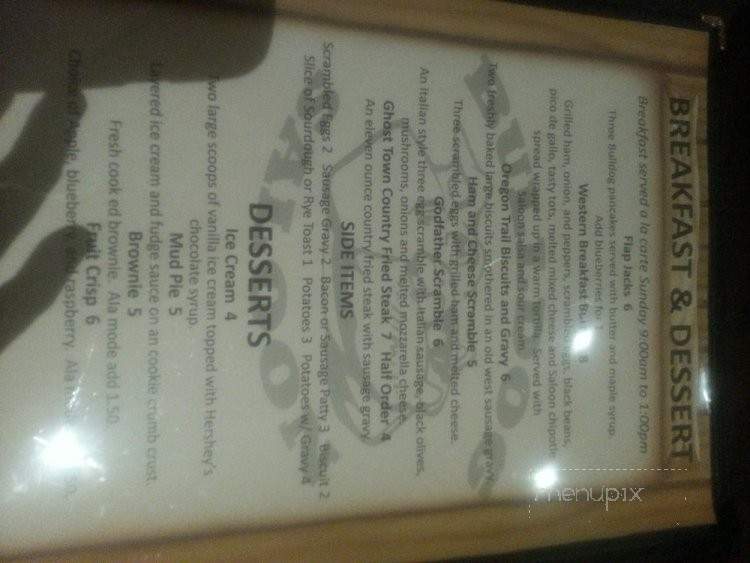 BREAKFAST & DESSERT
Breakfast served a la carte Sunday 9:00am to 1:00pm
Flap Jacks 6
Three Bulldog pancakes served with butter and maple syrup.
Add blueberries for 1
Western Breakfast 8
Grilled ham, onion, and peppers, scrambled eggs, black beans,
pico de gallo, tasty tots, melted mixed cheese and saloon chipotle
spread wrapped up in a warm tortilla. Served with
Saloon salsa and sour cream
Oregon Trail Biscuits and Gravy 6
Two freshly baked large biscuits smothered in an old west sausage gravy
Ham and Cheese Scramble 5
Three scrambled eggs with grilled ham and melted cheese.
Godfather Scramble 6
An Italian style three egg scramble with Italian sausage, black olives,
mushrooms, onions and melted mozzarella cheese.
Ghost Town Country Fried Steak 7 Half Order 4
An eleven ounce country fried steak with sausage gravy
SIDE ITEMS
Scrambled Eggs 2 Sausage Gravy 2 Bacon or Sausage Patty 3 Biscuit 2
Slice of Sourdough or Rye Toast 1 Potatoes 3 Potatoes w/ Gravy 4
DESSERTS
Ice Cream 4
Two large scoops of vanilla ice cream topped with Hershey's
chocolate syrup.
Mud Pie 5
Layered ice cream and fudge sauce on an cookie crumb crust.
Brownie 5
Fresh cook ed brownie. Ala mode add 1.50
Fruit Crisp 6
Choice of Apple, blueberry raspberry. Ala
BULLDOG
SALOON
menupix